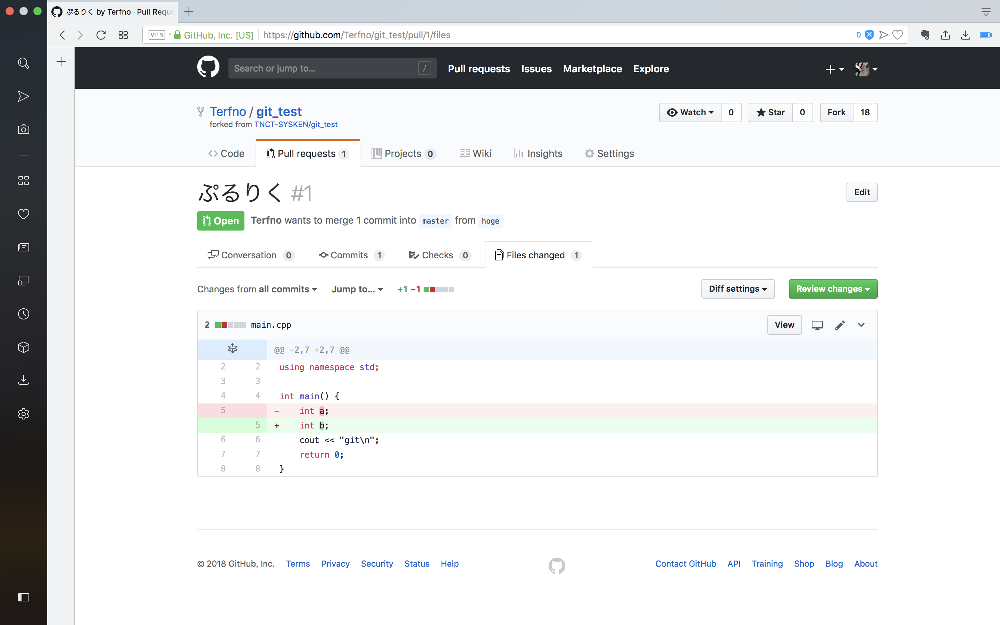 ぷるりく by Terfno · Pull Reque
VPN GitHub, Inc. [US] https://github.com/Terfno/git_test/pull/1/files 0
Search or jump to... / Pull requests Issues Marketplace Explore
Terfno / git_test Watch 0 Star 0 Fork 18
forked from TNCT-SYSKEN/git_test
Code Pull requests 1 Projects 0 Wiki Insights Settings
ぷるりく #1 Edit
Open Terfno wants to merge 1 commit into master from hoge
Conversation 0 Commits 1 Checks 0 Files changed 1
Changes from all commits Jump to... +1 −1 Diff settings Review changes
2 main.cpp View
@@ -2,7 +2,7 @@
2 2 using namespace std;
3 3
4 4 int main() {
5 - int a;
5 + int b;
6 6 cout << "git\n";
7 7 return 0;
8 8 }
© 2018 GitHub, Inc. Terms Privacy Security Status Help Contact GitHub API Training Shop Blog About